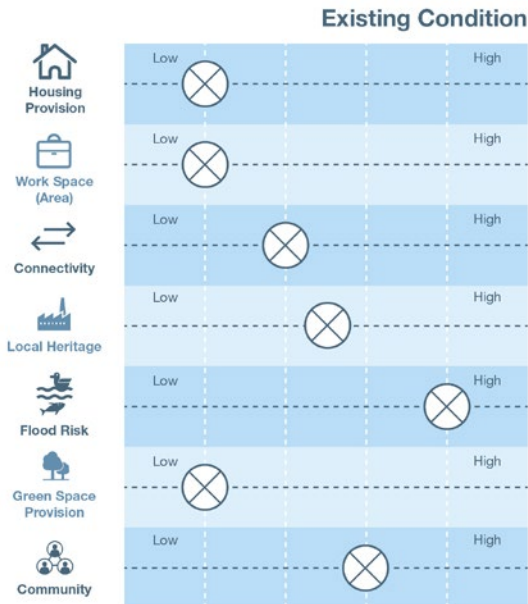 Existing Condition
Low High
Housing
Provision
Low High
Work Space
(Area)
Low High
Connectivity
Low High
Local Heritage
Low High
Flood Risk
Low High
Green Space
Provision
Low High
Community